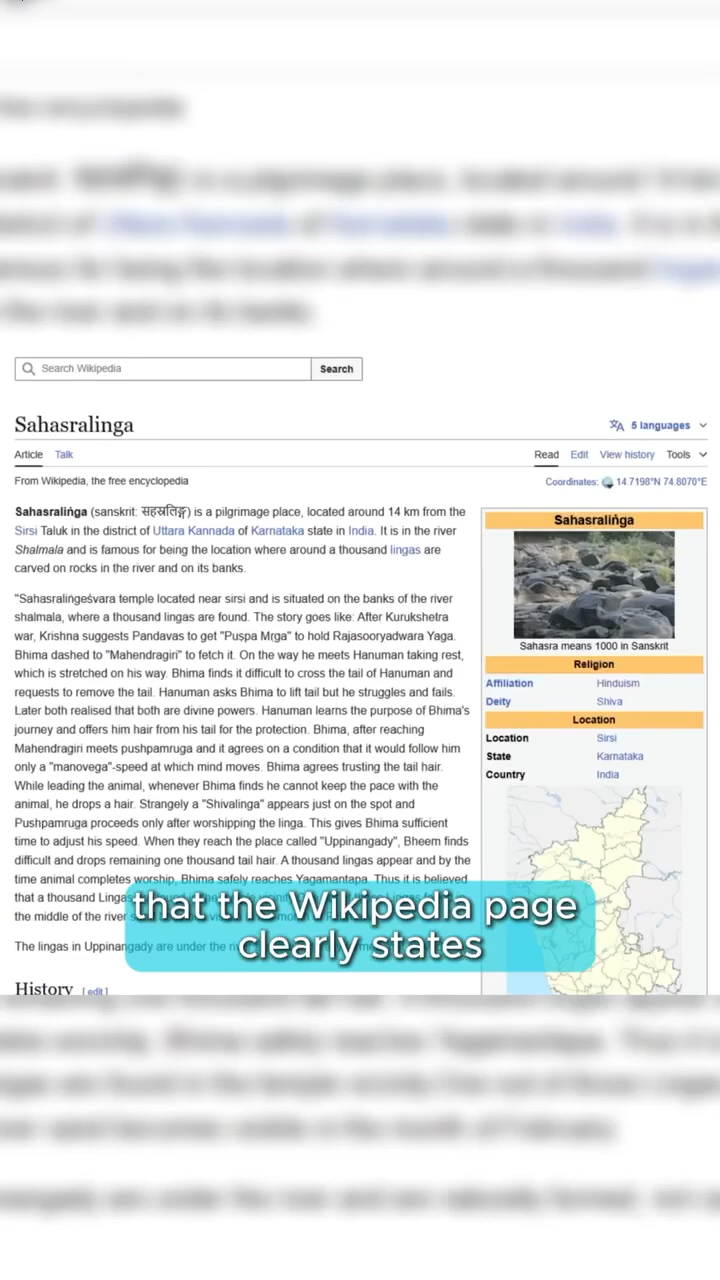 Search Wikipedia
Search
Sahasralinga
5 languages
Article Talk
Read Edit View history Tools
From Wikipedia, the free encyclopedia
Coordinates: 14.7198°N 74.8070°E
Sahasraliṅga (sanskrit: सहस्रलिङ्ग) is a pilgrimage place, located around 14 km from the
Sirsi Taluk in the district of Uttara Kannada of Karnataka state in India. It is in the river
Shalmala and is famous for being the location where around a thousand lingas are
carved on rocks in the river and on its banks.
"Sahasraliṅgeśvara temple located near sirsi and is situated on the banks of the river
shalmala, where a thousand lingas are found. The story goes like: After Kurukshetra
war, Krishna suggests Pandavas to get "Puspa Mrga" to hold Rajasooryadwara Yaga.
Bhima dashed to "Mahendragiri" to fetch it. On the way he meets Hanuman taking rest,
which is stretched on his way. Bhima finds it difficult to cross the tail of Hanuman and
requests to remove the tail. Hanuman asks Bhima to lift tail but he struggles and fails.
Later both realised that both are divine powers. Hanuman learns the purpose of Bhima's
journey and offers him hair from his tail for the protection. Bhima, after reaching
Mahendragiri meets pushpamruga and it agrees on a condition that it would follow him
only a "manovega"-speed at which mind moves. Bhima agrees trusting the tail hair.
While leading the animal, whenever Bhima finds he cannot keep the pace with the
animal, he drops a hair. Strangely a "Shivalinga" appears just on the spot and
Pushpamruga proceeds only after worshipping the linga. This gives Bhima sufficient
time to adjust his speed. When they reach the place called "Uppinangady", Bheem finds
difficult and drops remaining one thousand tail hair. A thousand lingas appear and by the
time animal completes worship, Bhima safely reaches Yagamantapa. Thus it is believed
that a thousand Lingas
the middle of the river
The lingas in Uppinangady are under the
History [ edit ]
Sahasraliṅga
Sahasra means 1000 in Sanskrit
Religion
Affiliation Hinduism
Deity Shiva
Location
Location Sirsi
State Karnataka
Country India
that the Wikipedia page
clearly states